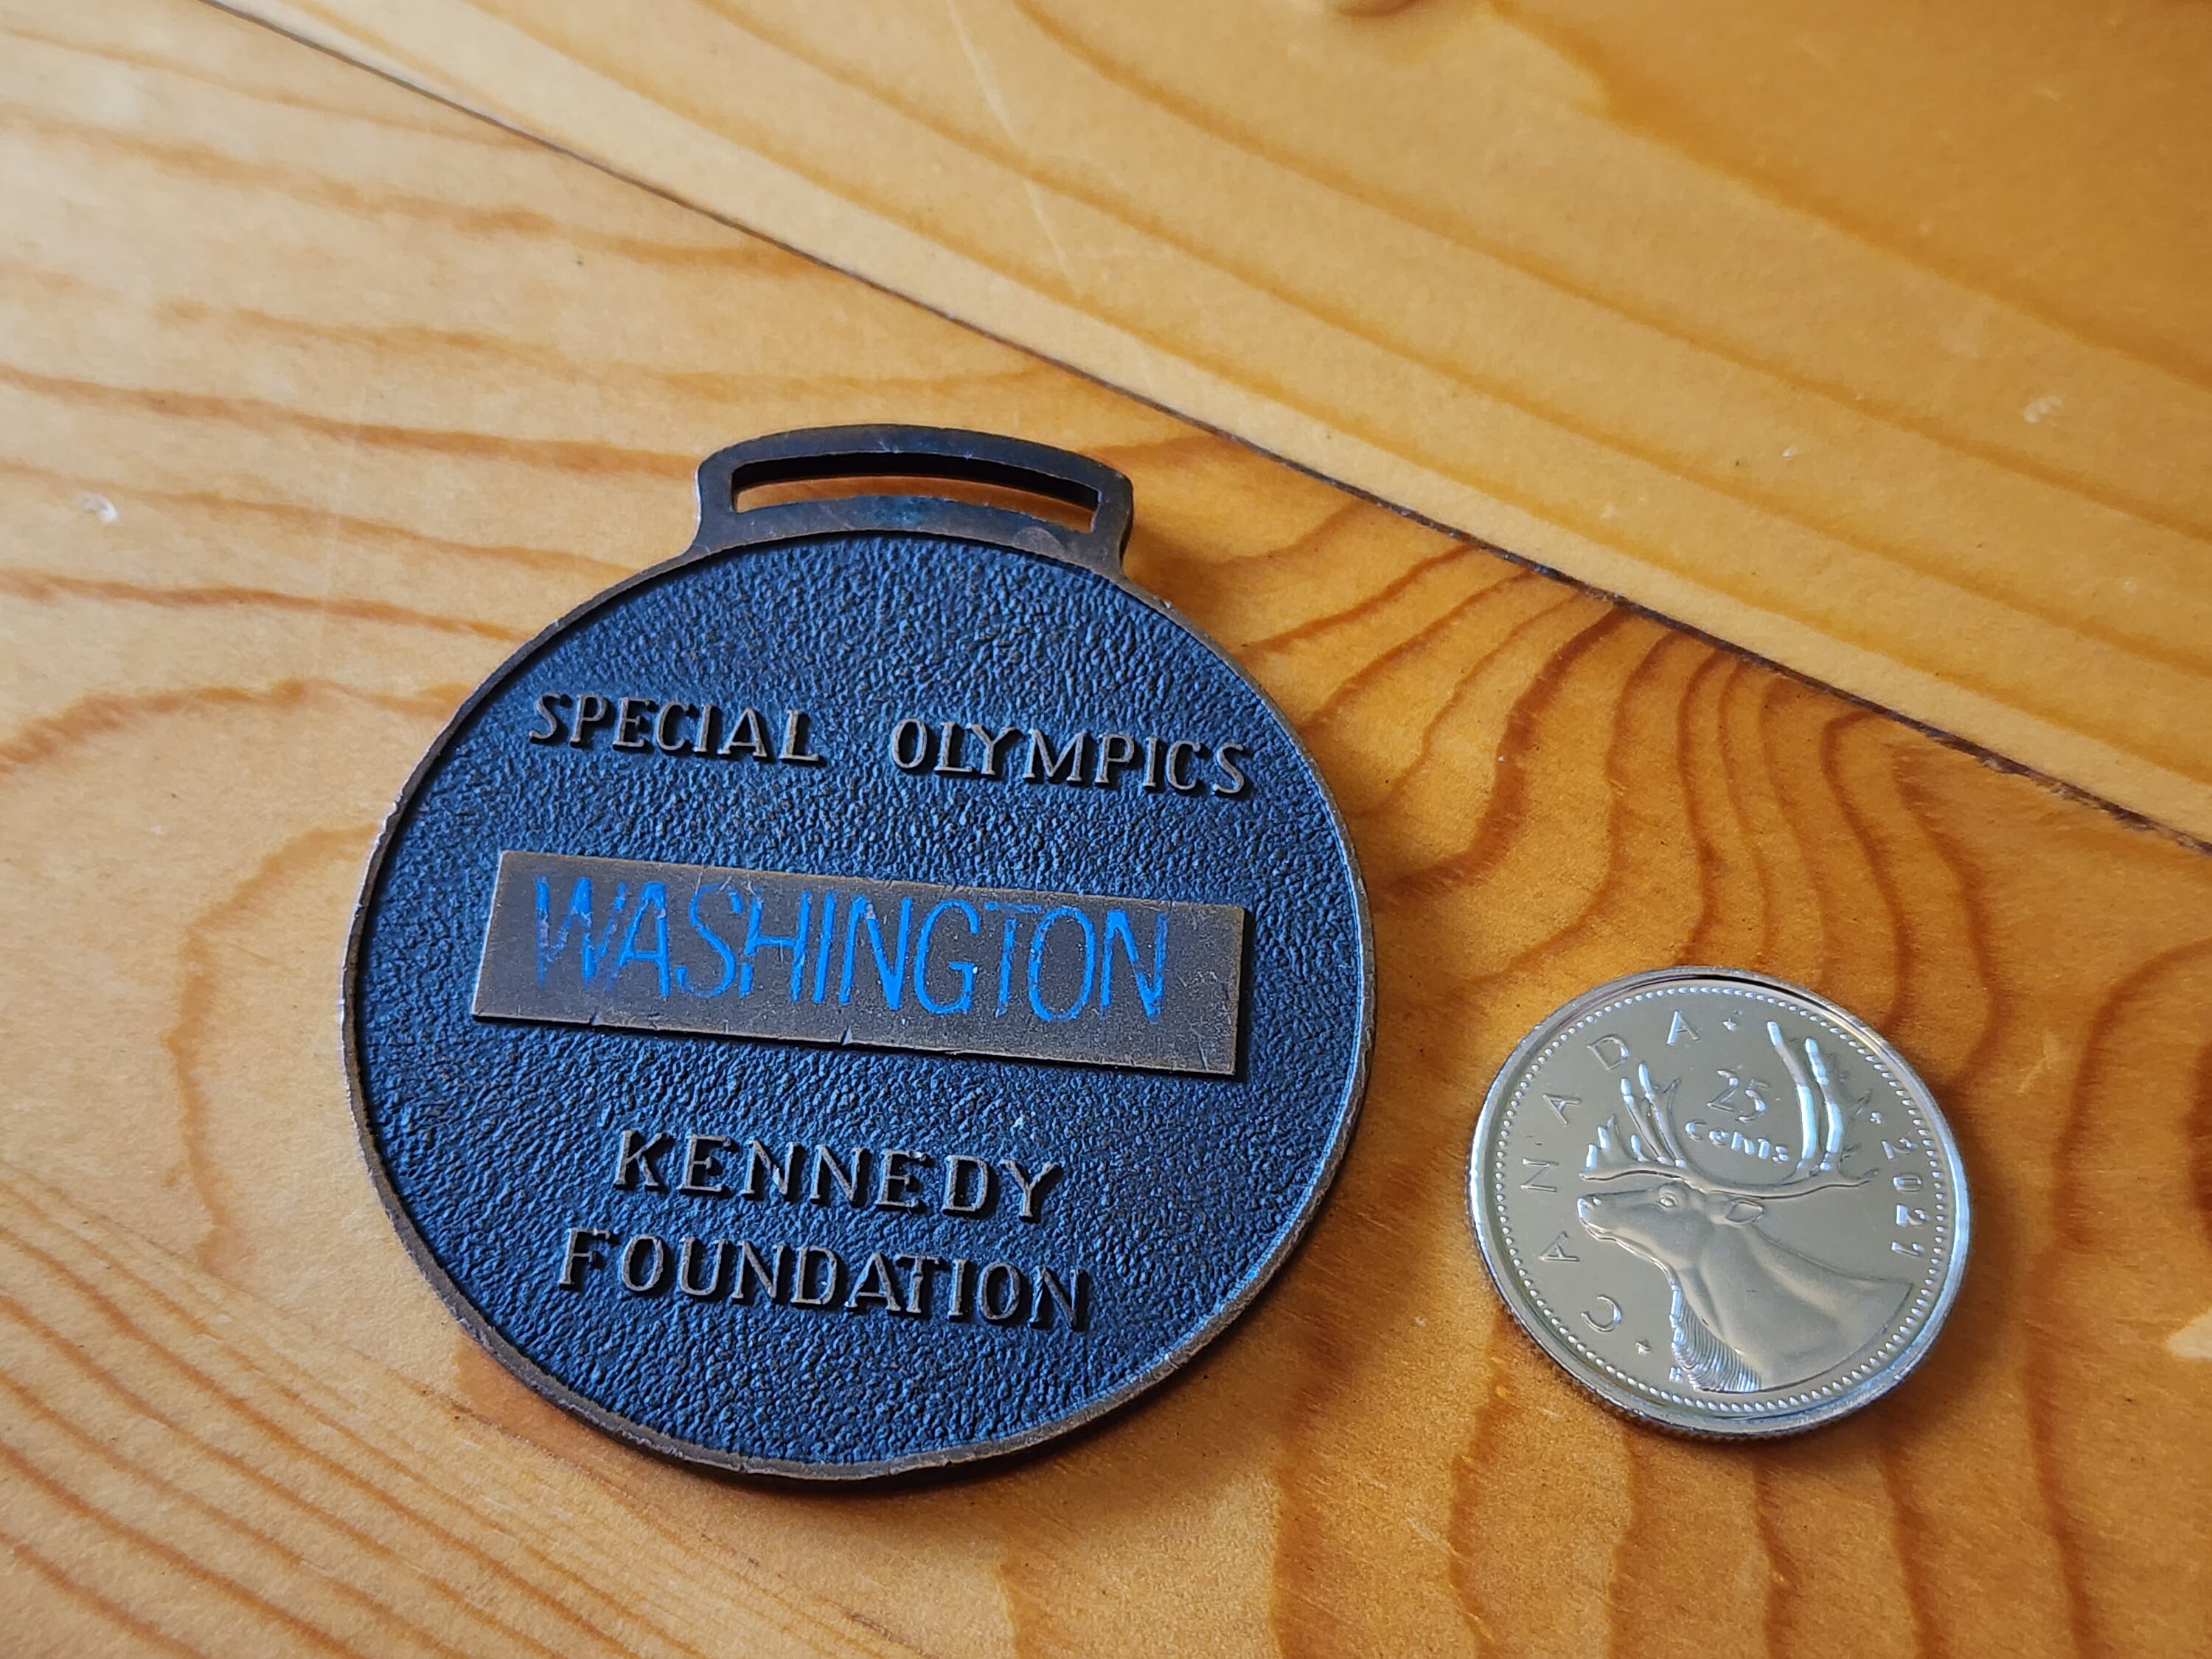 SPECIAL OLYMPICS
WASHINGTON
KENNEDY
FOUNDATION
CANADA
25
cents
2021